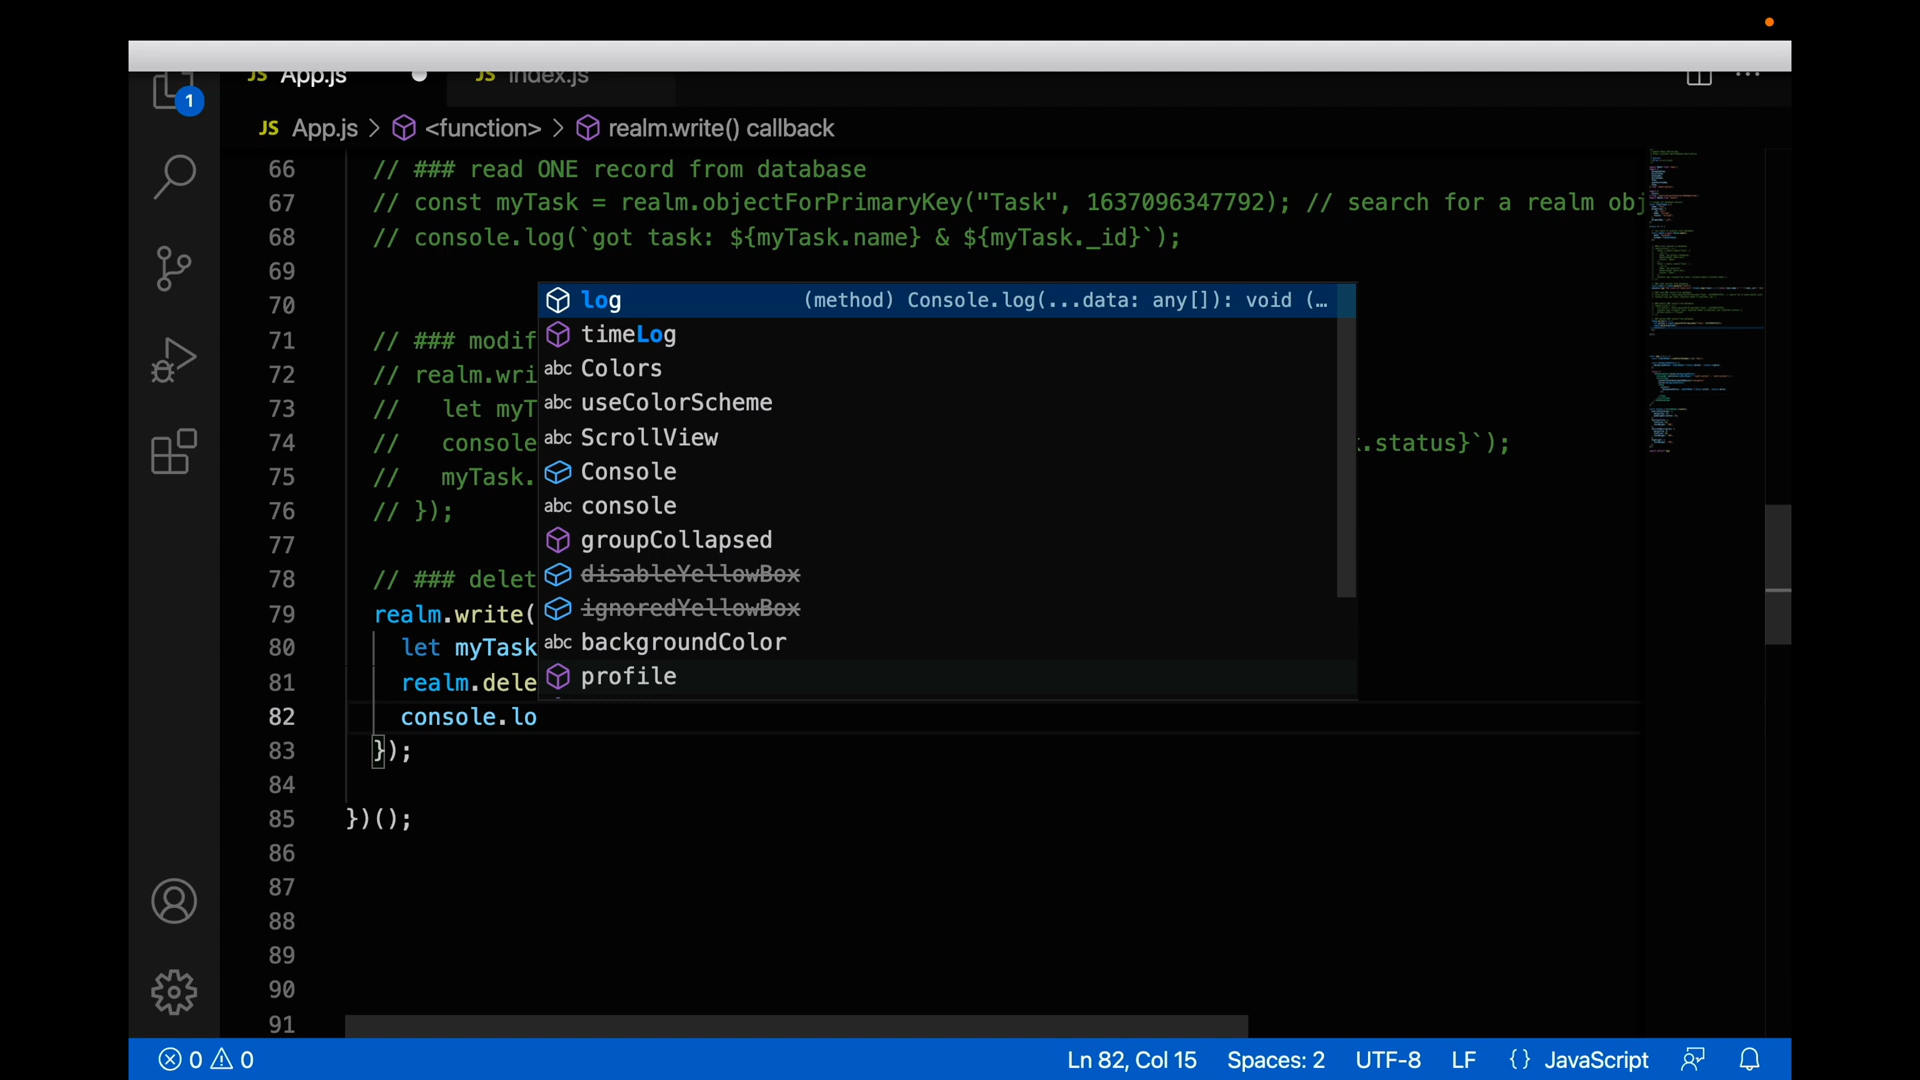 JS App.js
JS index.js
1
JS App.js > <function> > realm.write() callback
66 // ### read ONE record from database
67 // const myTask = realm.objectForPrimaryKey("Task", 1637096347792); // search for a realm obj
68 // console.log(`got task: ${myTask.name} & ${myTask._id}`);
69
70
log (method) Console.log(...data: any[]): void (…
timeLog
71 // ### modif
Colors
72 // realm.wri
useColorScheme
73 // let myT
ScrollView
74 // console
k.status}`);
Console
75 // myTask.
console
76 // });
groupCollapsed
77
disableYellowBox
78 // ### delet
ignoredYellowBox
79 realm.write(
backgroundColor
80 let myTask
profile
81 realm.dele
82 console.lo
83 });
84
85 })();
86
87
88
89
90
91
0 0 Ln 82, Col 15 Spaces: 2 UTF-8 LF {} JavaScript